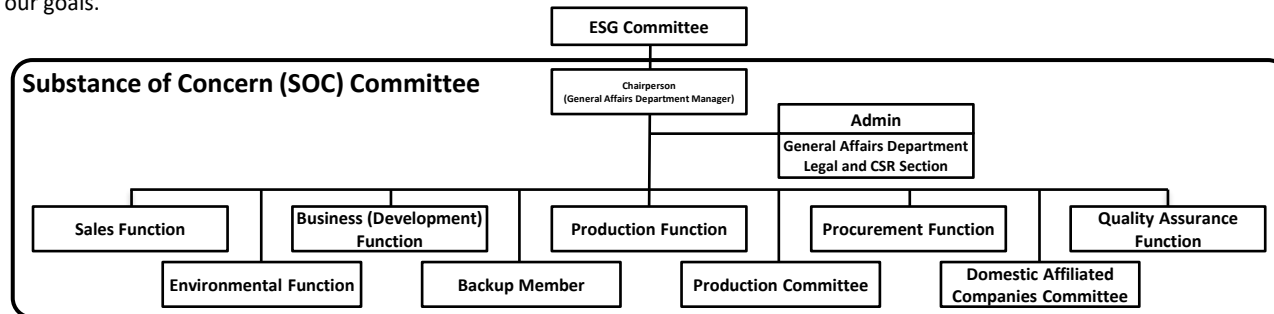 our goals.
ESG Committee
Substance of Concern (SOC) Committee
Chairperson
(General Affairs Department Manager)
Admin
General Affairs Department
Legal and CSR Section
Sales Function
Business (Development)
Function
Production Function
Procurement Function
Quality Assurance
Function
Environmental Function
Backup Member
Production Committee
Domestic Affiliated
Companies Committee